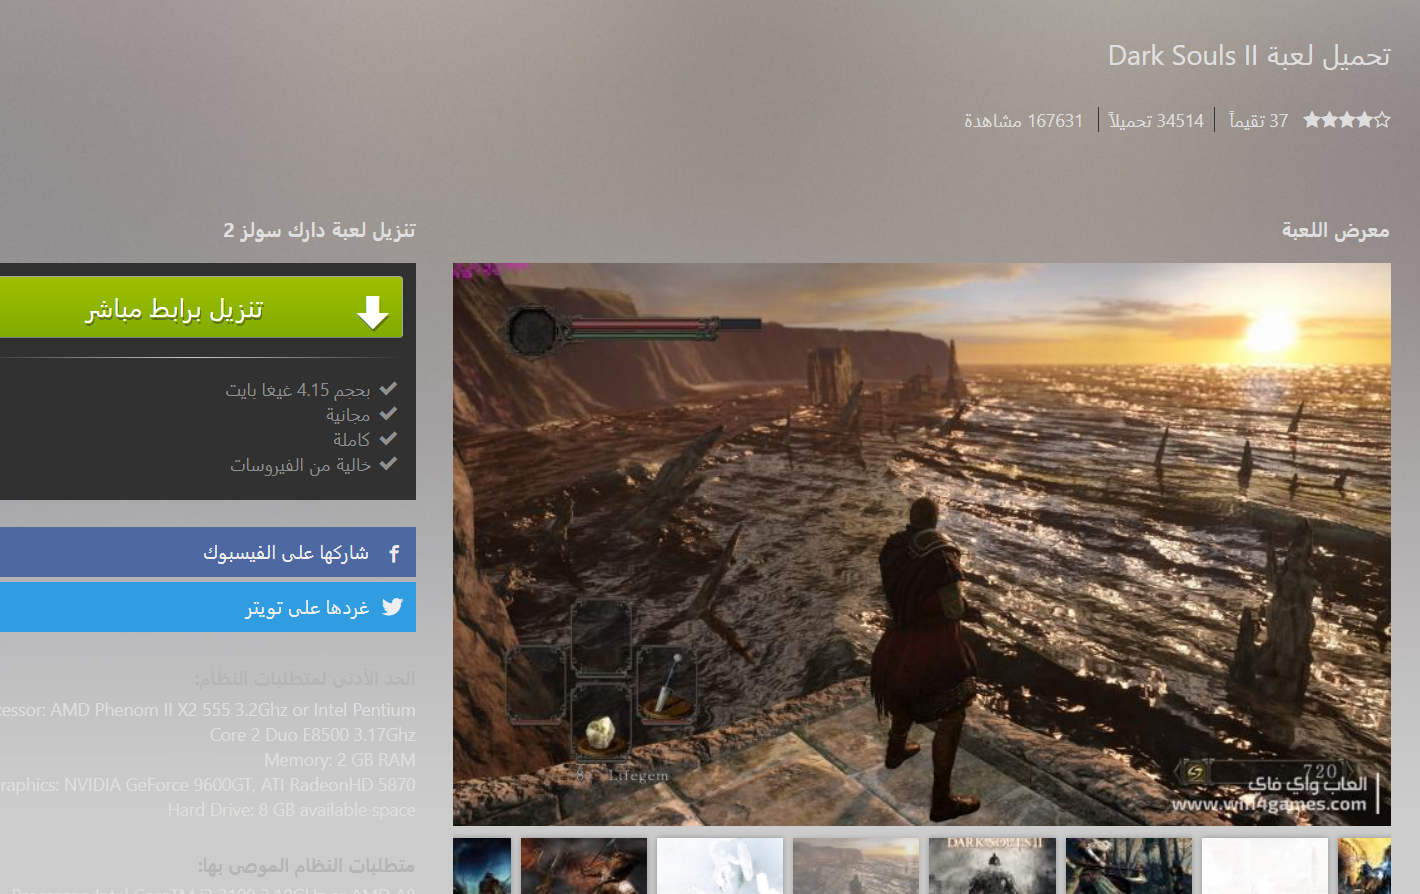 تحميل لعبة Dark Souls II
37 تقيماً
34514 تحميلاً
167631 مشاهدة
معرض اللعبة
8 Lifegem
720
العاب واي فاي
www.win4games.com
DARK SOULS II
تنزيل لعبة دارك سولز 2
تنزيل برابط مباشر
بحجم 4.15 غيغا بايت
مجانية
كاملة
خالية من الفيروسات
شاركها على الفيسبوك
غردها على تويتر
الحد الأدنى لمتطلبات النظام:
cessor: AMD Phenom II X2 555 3.2Ghz or Intel Pentium
Core 2 Duo E8500 3.17Ghz
Memory: 2 GB RAM
raphics: NVIDIA GeForce 9600GT, ATI RadeonHD 5870
Hard Drive: 8 GB available space
متطلبات النظام الموصى بها: